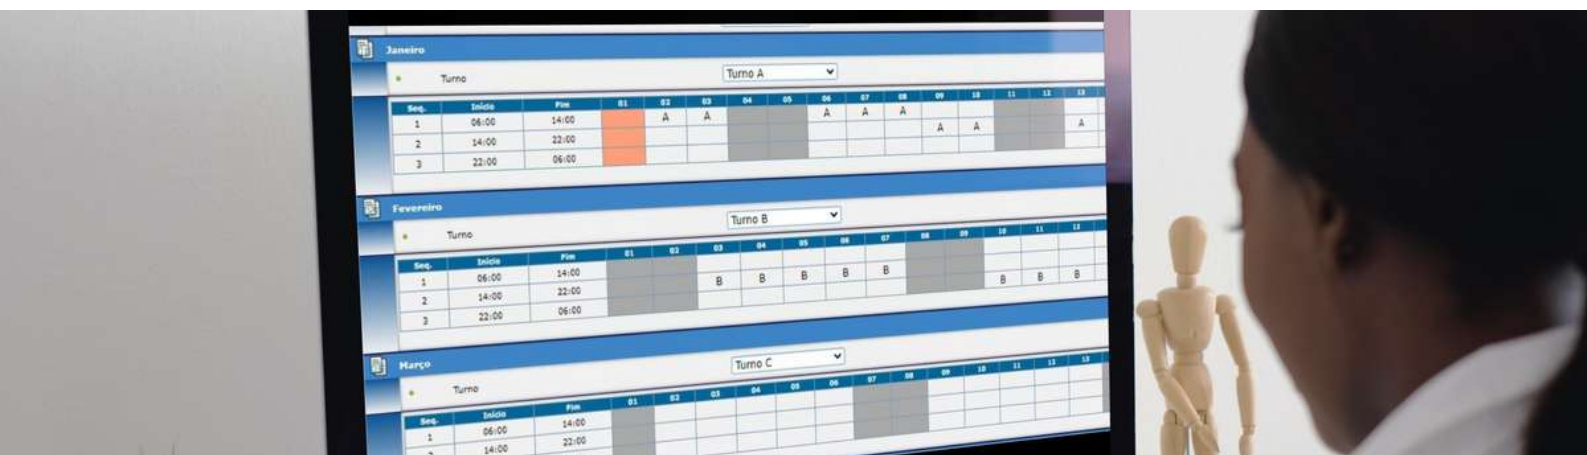 Janeiro
Turno Turno A
Seq. Início Fim 01 02 03 04 05 06 07 08 09 10 11 12 13
1 06:00 14:00 A A A A A
2 14:00 22:00 A A A
3 22:00 06:00
Fevereiro
Turno Turno B
Seq. Início Fim 01 02 03 04 05 06 07 08 09 10 11 12
1 06:00 14:00
2 14:00 22:00 B B B B B B B B
3 22:00 06:00
Março
Turno Turno C
Seq. Início Fim 01 02 03 04 05 06 07 08 09 10 11 12 13
1 06:00 14:00
14:00 22:00